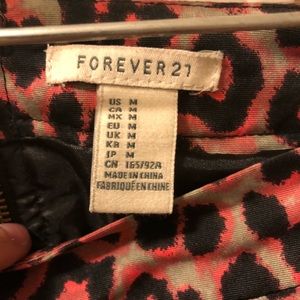 FOREVER 21
US M
CA M
MX M
EU M
UK M
KR M
JP M
CN 165/92A
MADE IN CHINA
FABRIQUÉ EN CHINE